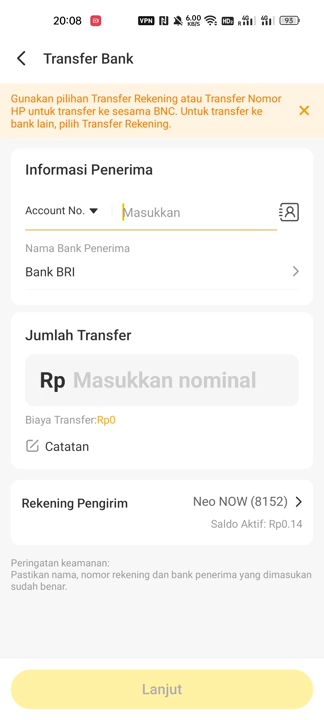 20:08
VPN
6.00 KB/S
HD
4G
R
4G
93
Transfer Bank
Gunakan pilihan Transfer Rekening atau Transfer Nomor
HP untuk transfer ke sesama BNC. Untuk transfer ke
bank lain, pilih Transfer Rekening.
Informasi Penerima
Account No. Masukkan
Nama Bank Penerima
Bank BRI
Jumlah Transfer
Rp Masukkan nominal
Biaya Transfer:Rp0
Catatan
Rekening Pengirim Neo NOW (8152)
Saldo Aktif: Rp0.14
Peringatan keamanan:
Pastikan nama, nomor rekening dan bank penerima yang dimasukan
sudah benar.
Lanjut